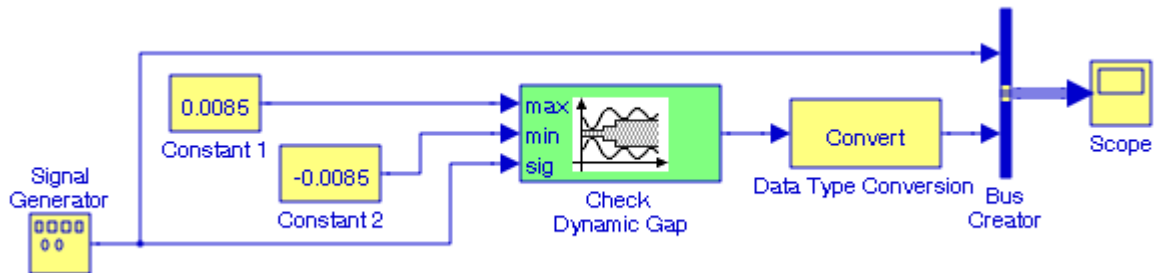 0.0085
Constant 1
-0.0085
Constant 2
Signal
Generator
max
min
sig
Check
Dynamic Gap
Convert
Data Type Conversion
Bus
Creator
Scope